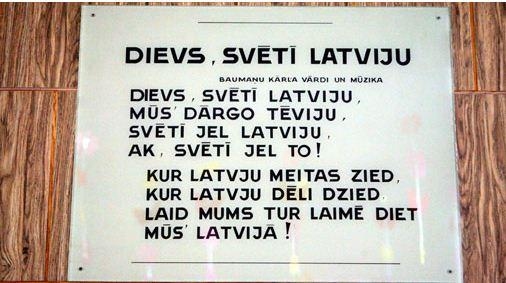 DIEVS, SVĒTĪ LATVIJU
BAUMAŅU KĀRĻA VĀRDI UN MŪZIKA
DIEVS, SVĒTĪ LATVIJU,
MŪS' DĀRGO TĒVIJU,
SVĒTĪ JEL LATVIJU,
AK, SVĒTĪ JEL TO!
KUR LATVJU MEITAS ZIED,
KUR LATVJU DĒLI DZIED,
LAID MUMS TUR LAIMĒ DIET
MŪS' LATVIJĀ!